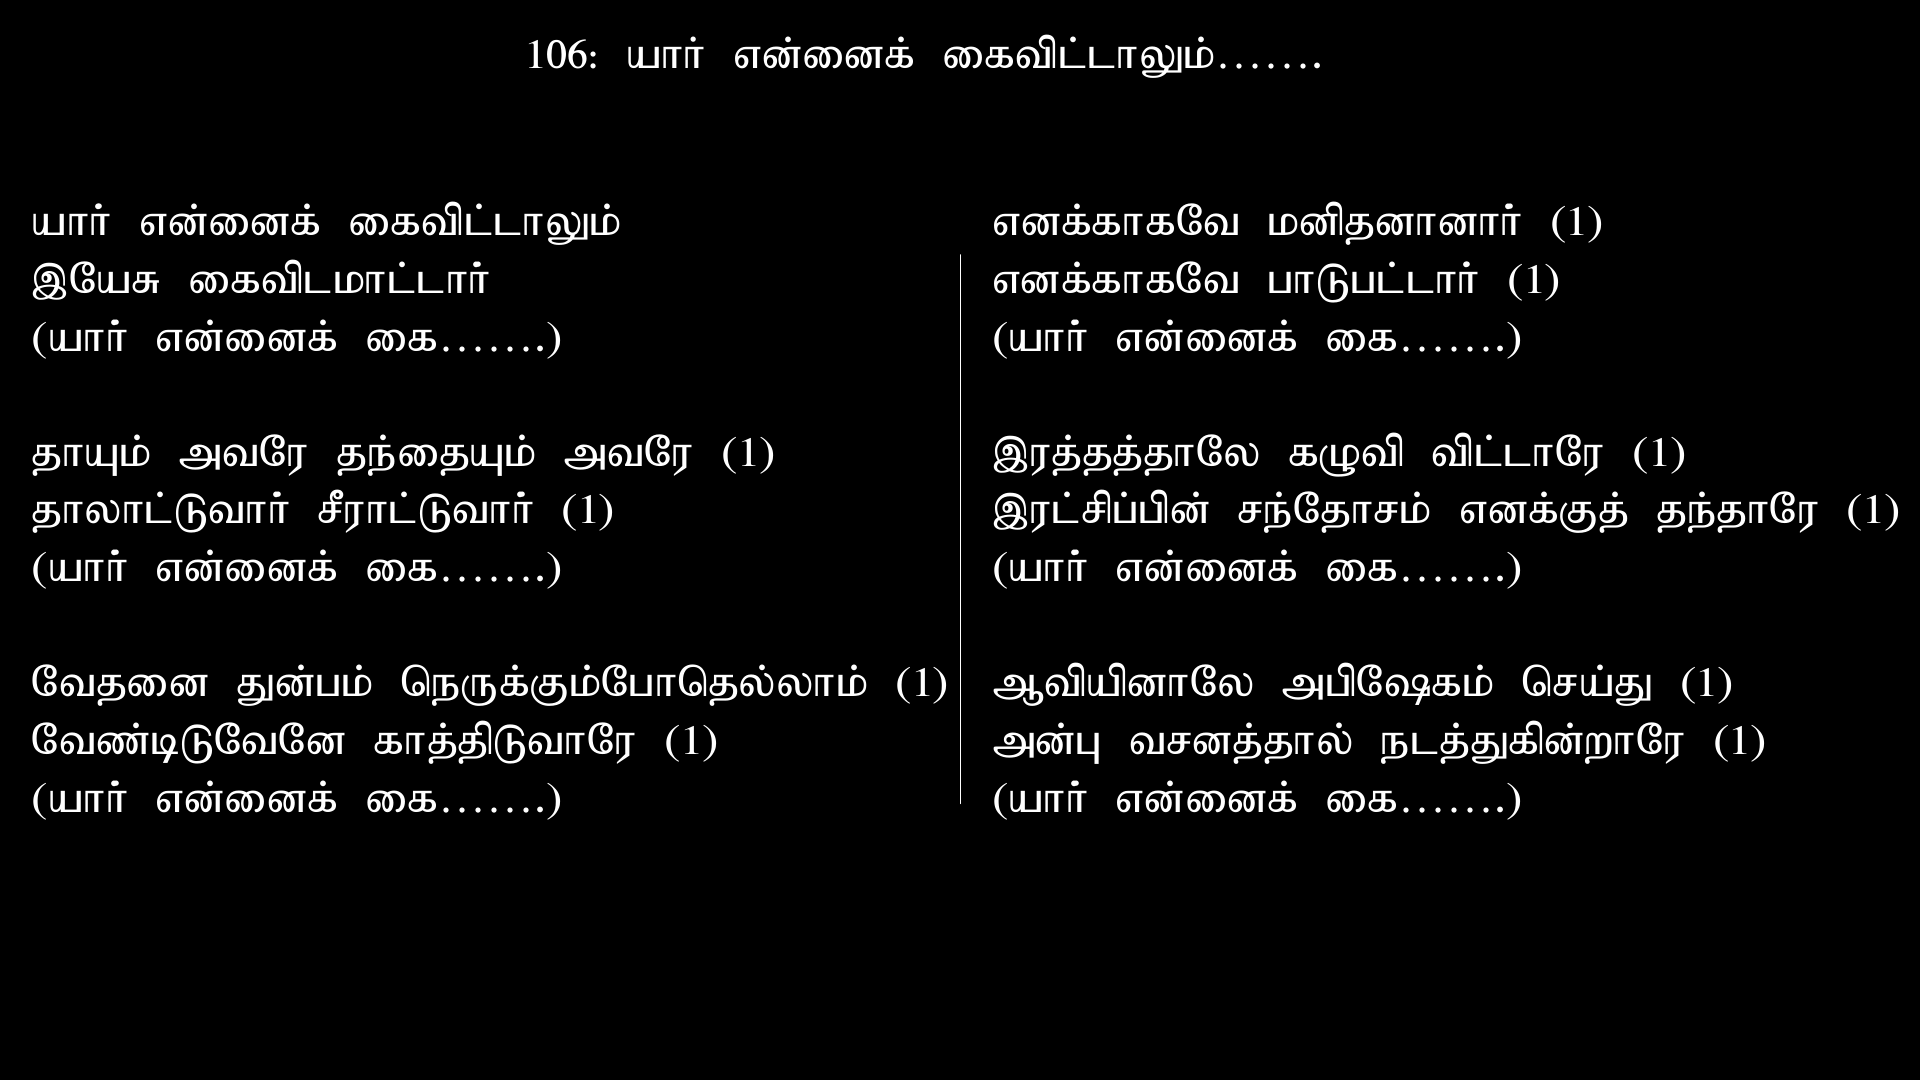 106: யார் என்னைக் கைவிட்டாலும்…….
யார் என்னைக் கைவிட்டாலும்
இயேசு கைவிடமாட்டார்
(யார் என்னைக் கை…….)
தாயும் அவரே தந்தையும் அவரே (1)
தாலாட்டுவார் சீராட்டுவார் (1)
(யார் என்னைக் கை…….)
வேதனை துன்பம் நெருக்கும்போதெல்லாம் (1)
வேண்டிடுவேனே காத்திடுவாரே (1)
(யார் என்னைக் கை…….)
எனக்காகவே மனிதனானார் (1)
எனக்காகவே பாடுபட்டார் (1)
(யார் என்னைக் கை…….)
இரத்தத்தாலே கழுவி விட்டாரே (1)
இரட்சிப்பின் சந்தோசம் எனக்குத் தந்தாரே (1)
(யார் என்னைக் கை…….)
ஆவியினாலே அபிஷேகம் செய்து (1)
அன்பு வசனத்தால் நடத்துகின்றாரே (1)
(யார் என்னைக் கை…….)